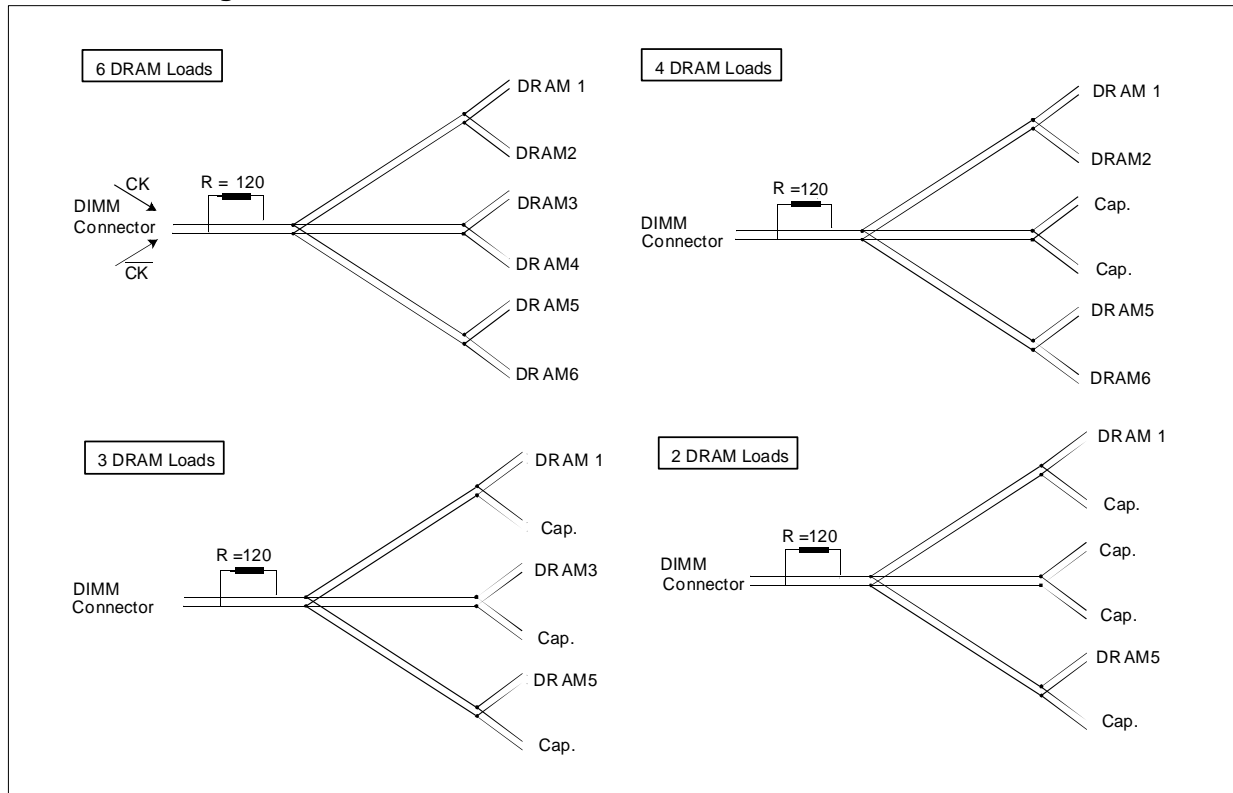 6 DRAM Loads
DRAM 1
DRAM2
R = 120
CK
DIMM
Connector
CK
DRAM3
DRAM4
DRAM5
DRAM6
4 DRAM Loads
DRAM 1
DRAM2
R =120
DIMM
Connector
Cap.
Cap.
DRAM5
DRAM6
3 DRAM Loads
DRAM 1
Cap.
R =120
DIMM
Connector
DRAM3
Cap.
DRAM5
Cap.
2 DRAM Loads
DRAM 1
Cap.
R =120
DIMM
Connector
Cap.
Cap.
DRAM5
Cap.